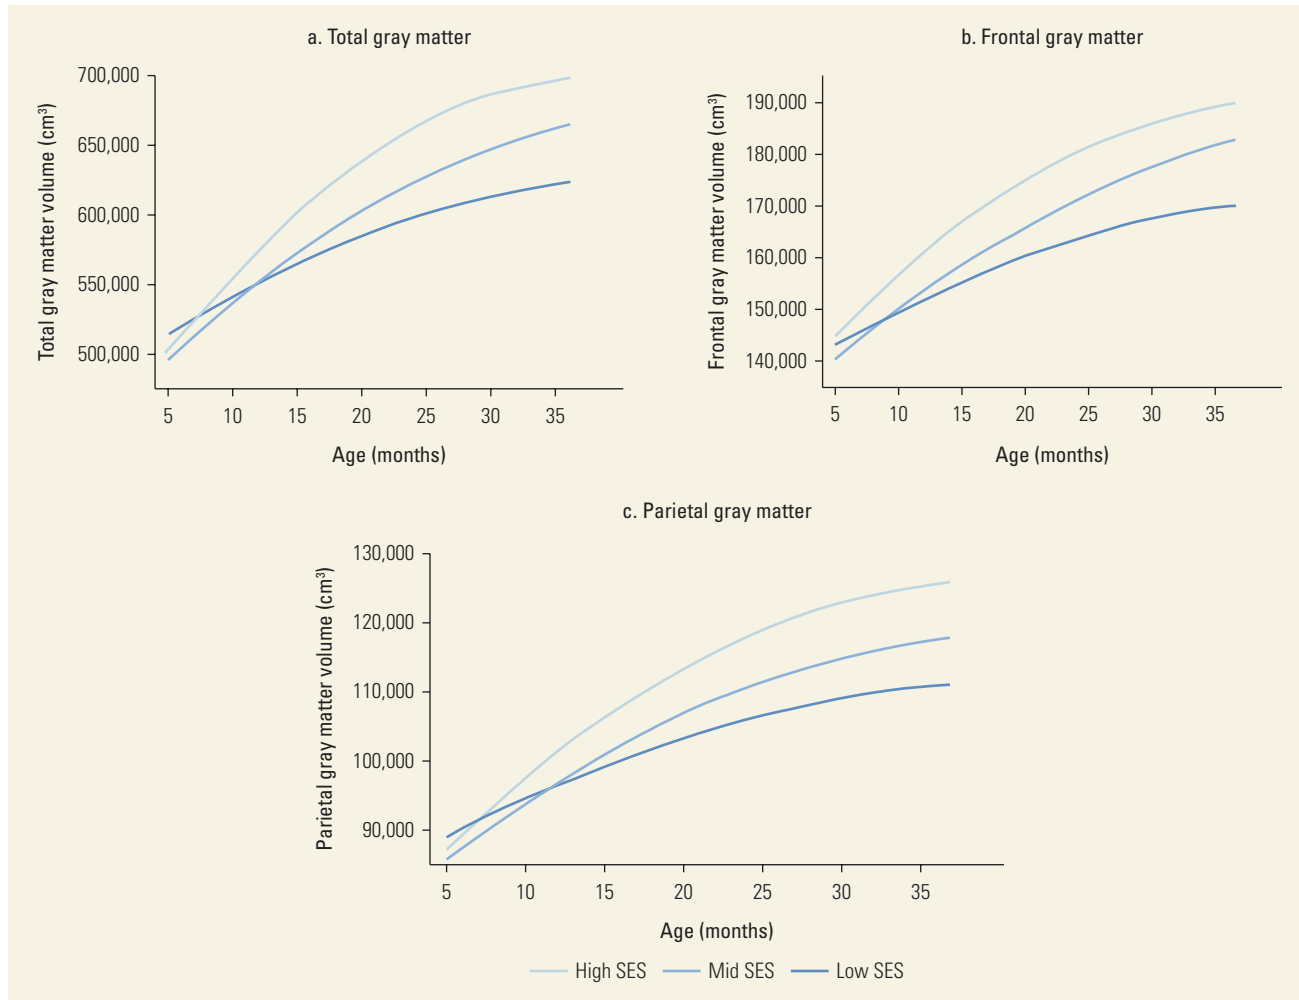 a. Total gray matter
Total gray matter volume (cm³)
700,000
650,000
600,000
550,000
500,000
5 10 15 20 25 30 35
Age (months)
b. Frontal gray matter
Frontal gray matter volume (cm³)
190,000
180,000
170,000
160,000
150,000
140,000
5 10 15 20 25 30 35
Age (months)
c. Parietal gray matter
Parietal gray matter volume (cm³)
130,000
120,000
110,000
100,000
90,000
5 10 15 20 25 30 35
Age (months)
High SES Mid SES Low SES